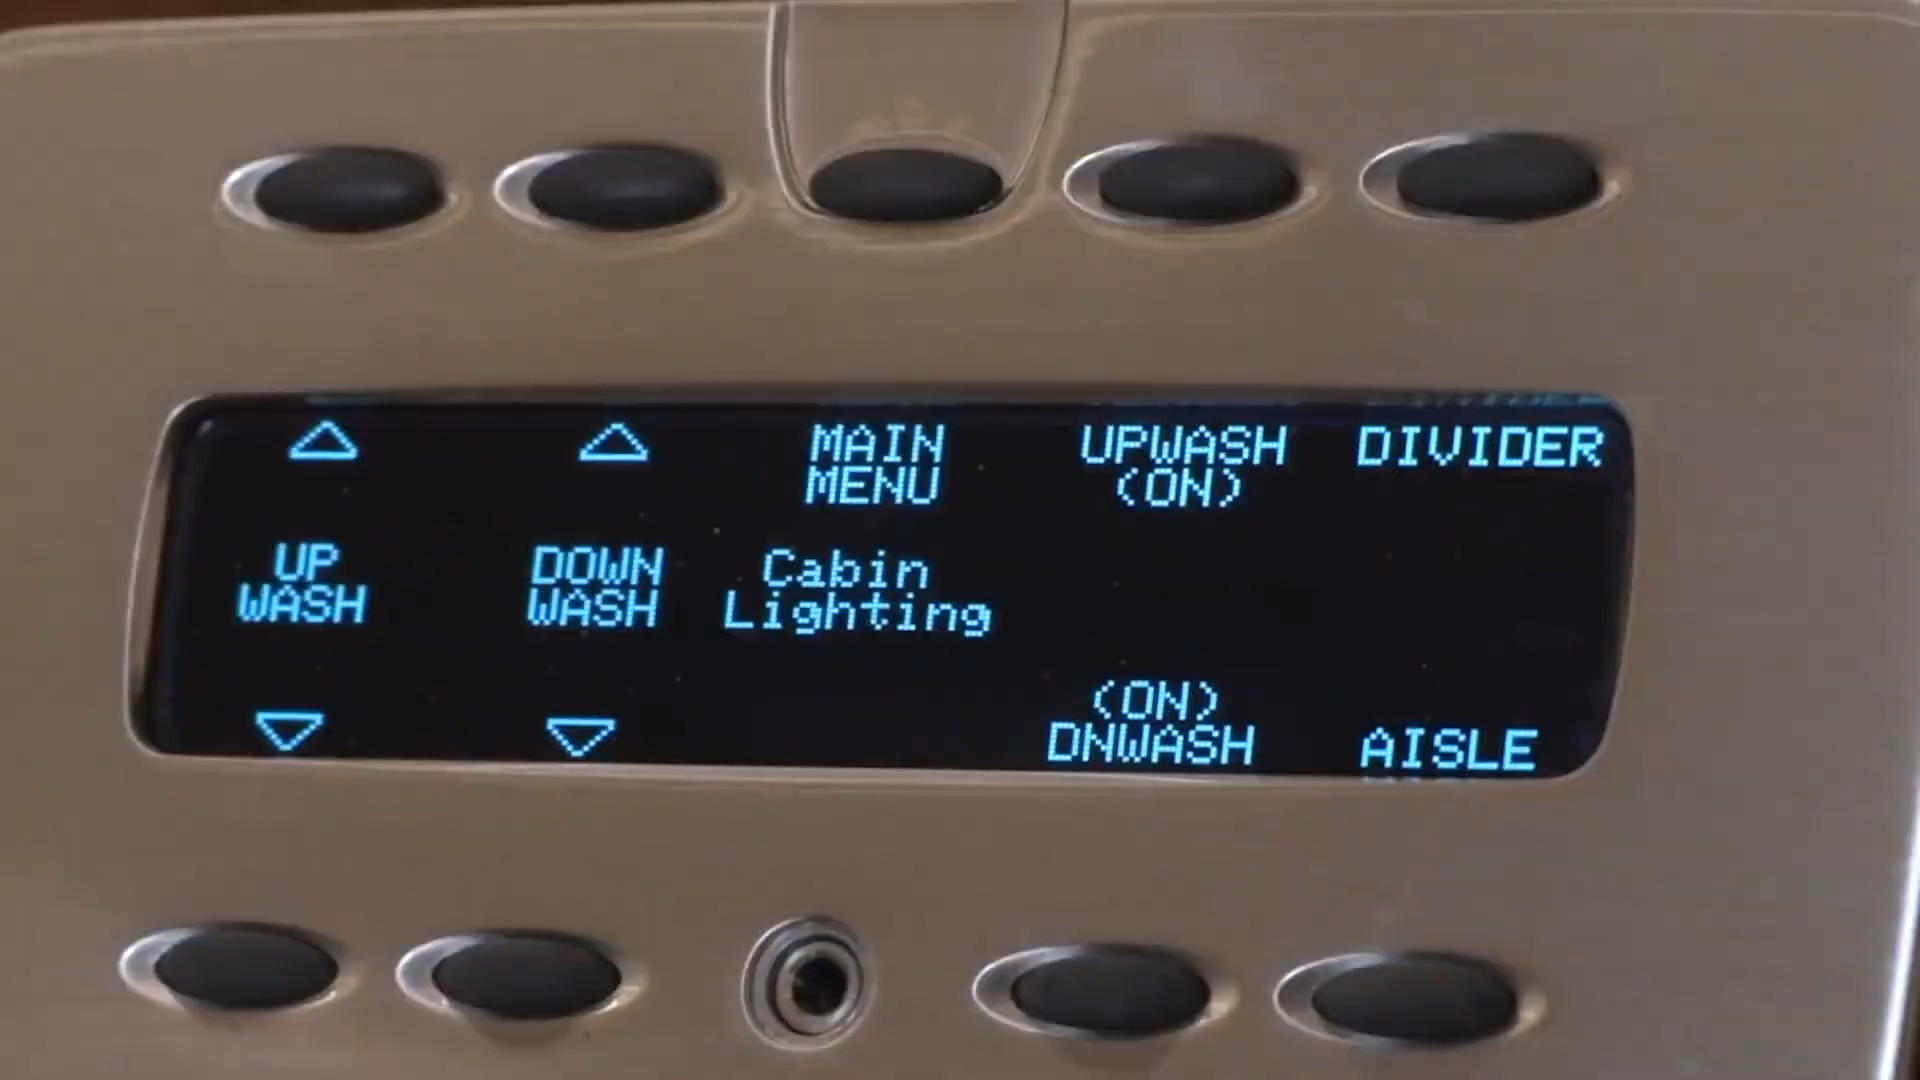 MAIN
MENU
UPWASH
(ON)
DIVIDER
UP
WASH
DOWN
WASH
Cabin
Lighting
(ON)
DNWASH
AISLE